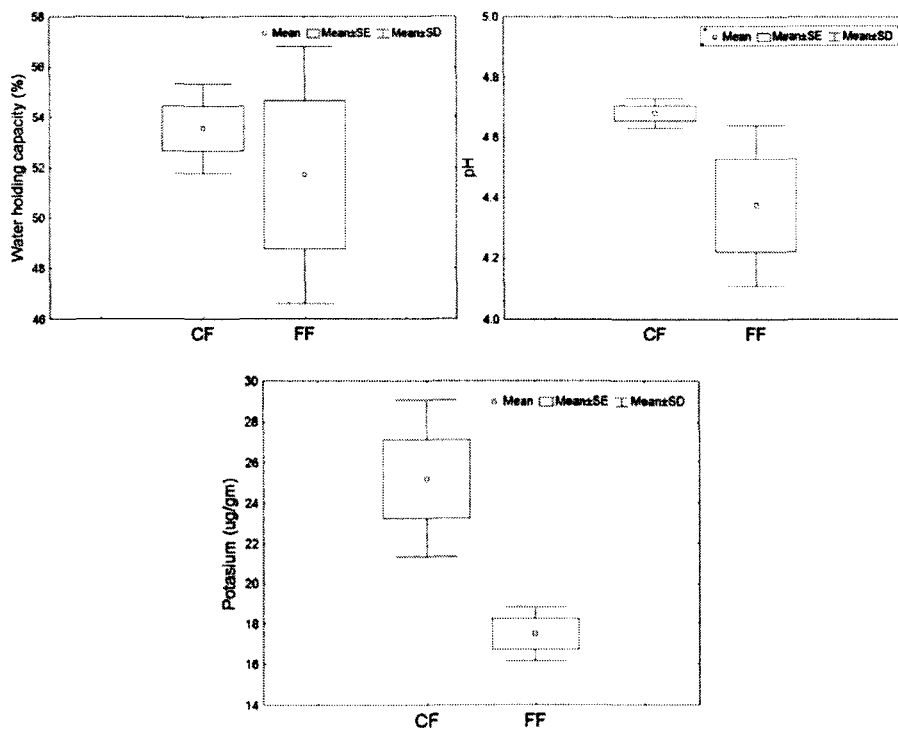 58
56
54
52
50
48
46
Water holding capacity (%)
Mean Mean±SE Mean±SD
CF FF
5.0
4.8
4.6
4.4
4.2
4.0
pH
Mean Mean±SE Mean±SD
CF FF
30
28
26
24
22
20
18
16
14
Potasium (ug/gm)
Mean Mean±SE Mean±SD
CF FF